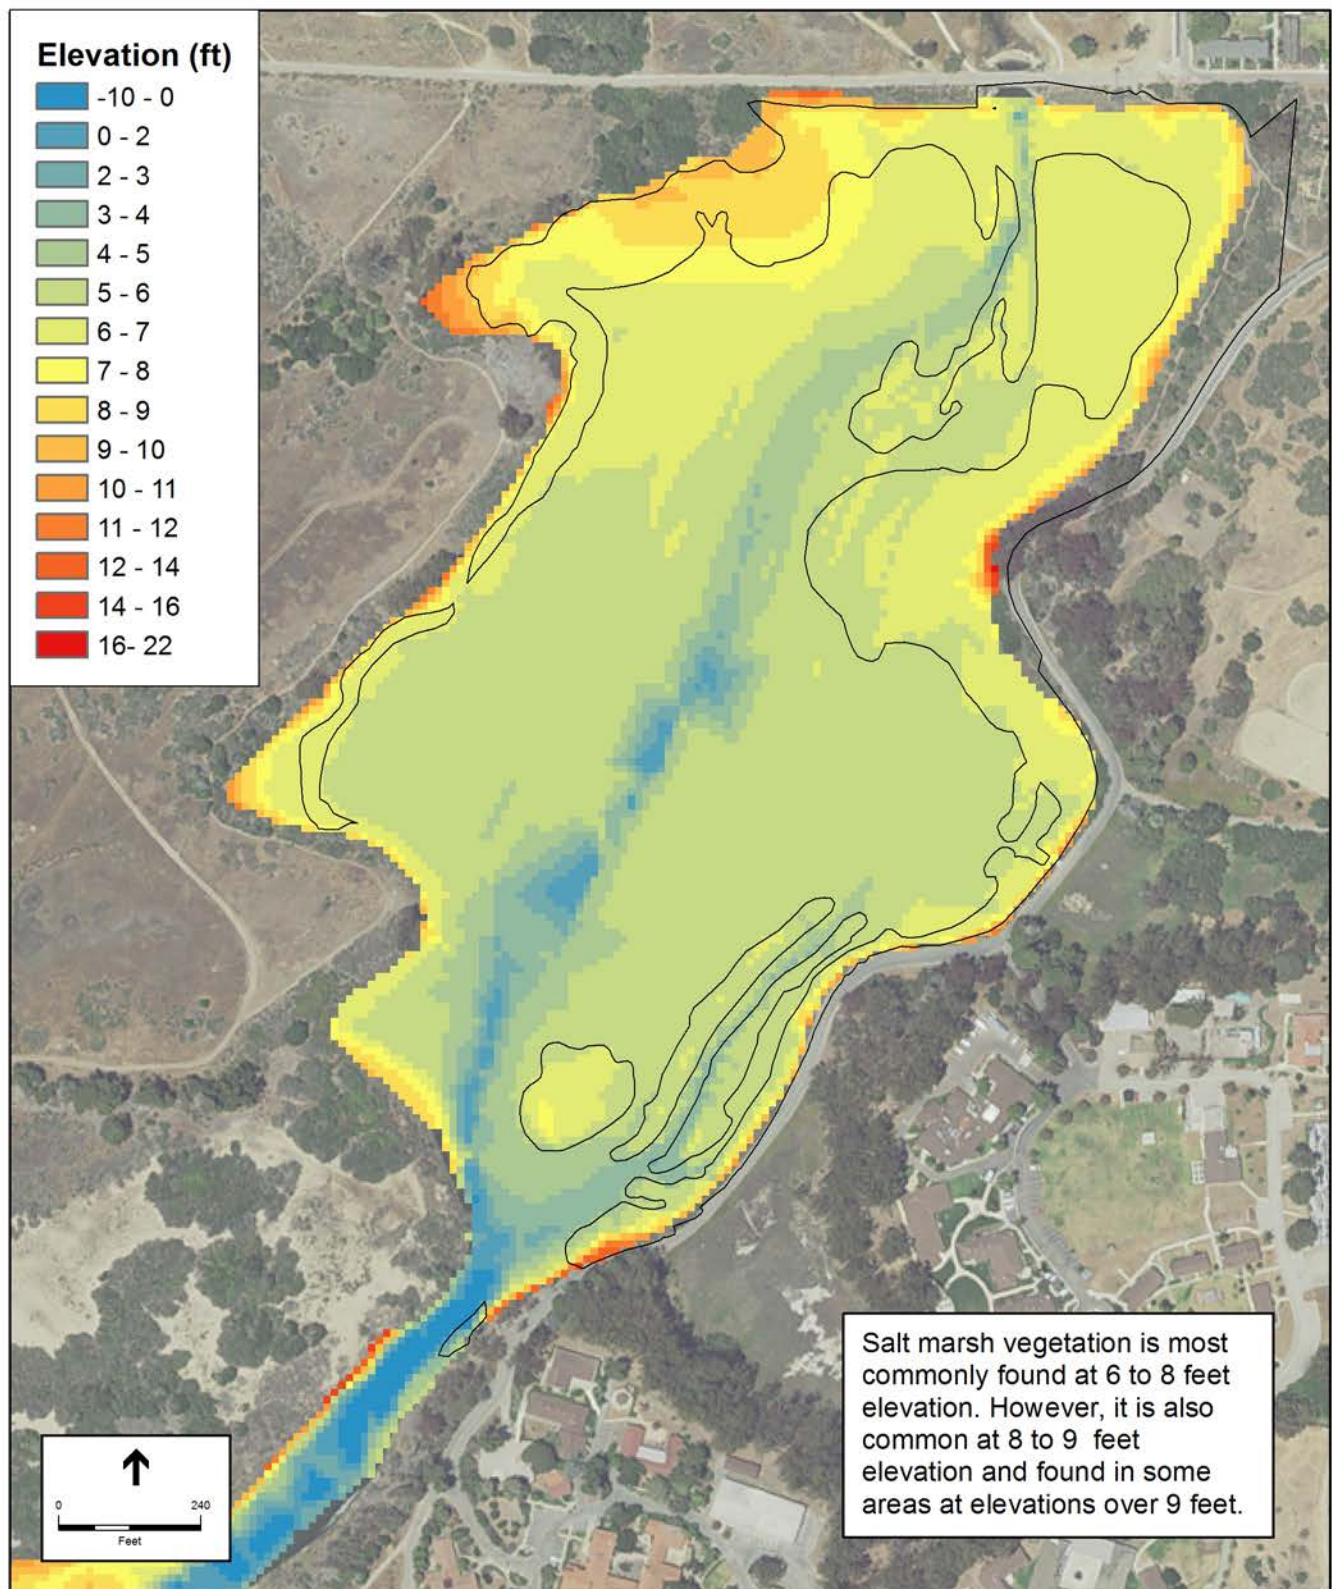 Elevation (ft)
-10 - 0
0 - 2
2 - 3
3 - 4
4 - 5
5 - 6
6 - 7
7 - 8
8 - 9
9 - 10
10 - 11
11 - 12
12 - 14
14 - 16
16- 22
0 240
Feet
Salt marsh vegetation is most
commonly found at 6 to 8 feet
elevation. However, it is also
common at 8 to 9 feet
elevation and found in some
areas at elevations over 9 feet.